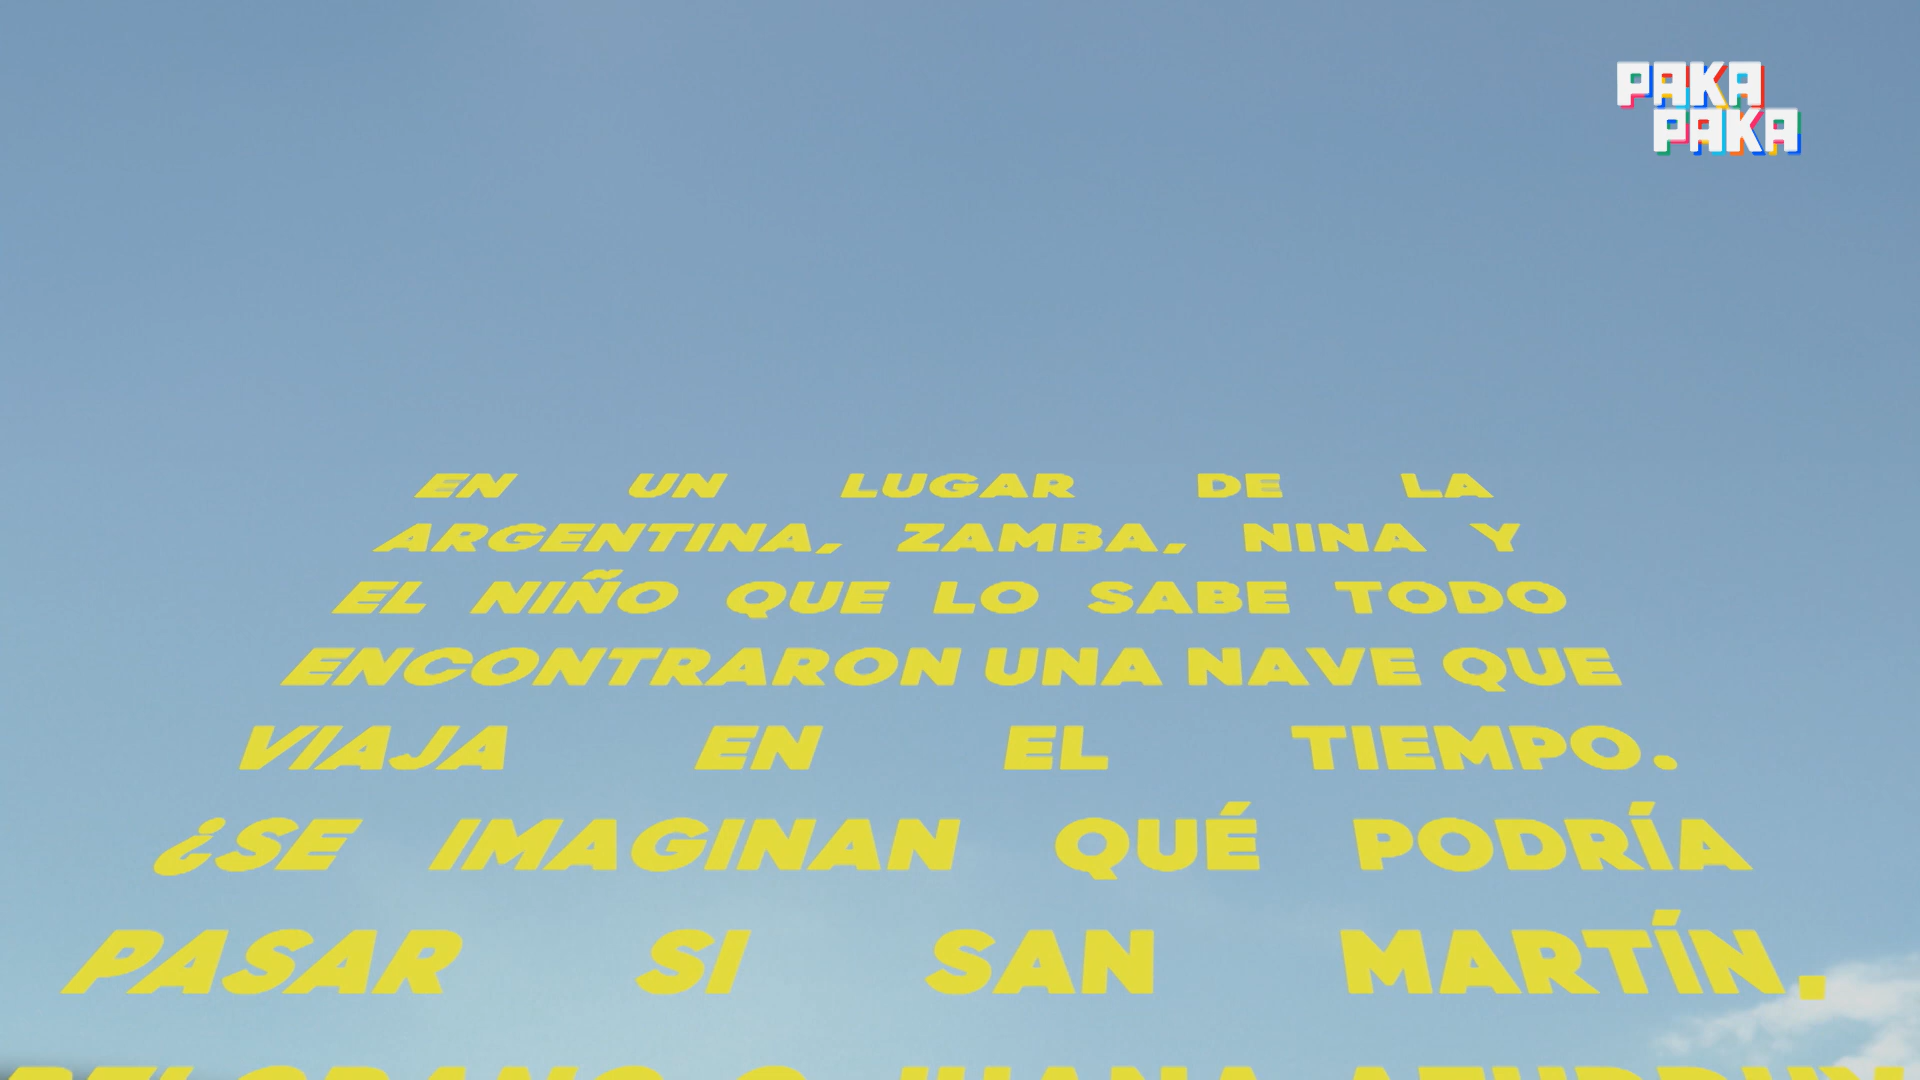 PAKA
PAKA
EN UN LUGAR DE LA
ARGENTINA, ZAMBA, NINA Y
EL NIÑO QUE LO SABE TODO
ENCONTRARON UNA NAVE QUE
VIAJA EN EL TIEMPO.
¿SE IMAGINAN QUÉ PODRÍA
PASAR SI SAN MARTÍN.